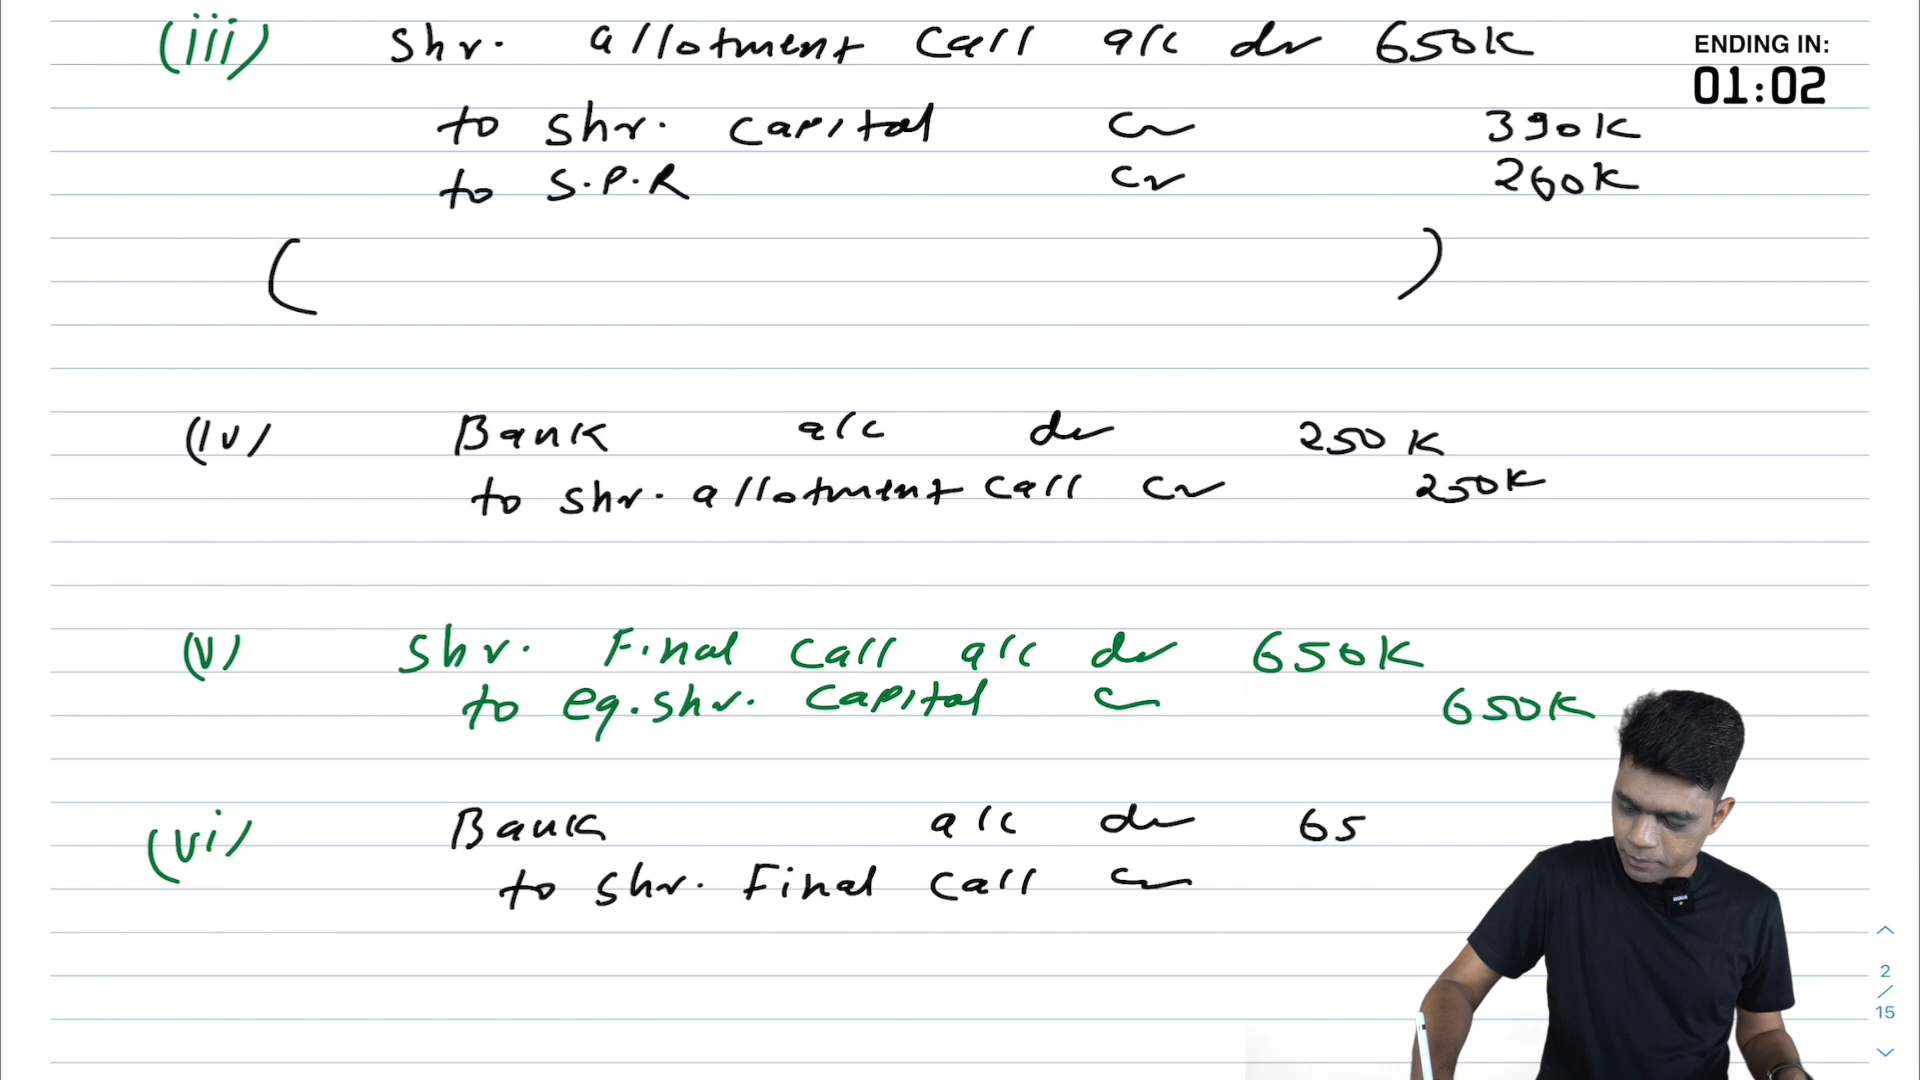 (iii) Shr. allotment call a/c dr 650K
ENDING IN:
01:02
to shr. capital cr 390K
to S.P.R cr 260K
( )
(iv) Bank a/c dr 250K
to shr. allotment call cr 250K
(v) Shr. Final call a/c dr 650K
to eq. shr. capital cr 650K
(vi) Bank a/c dr 65
to shr. Final call cr
2
/
15